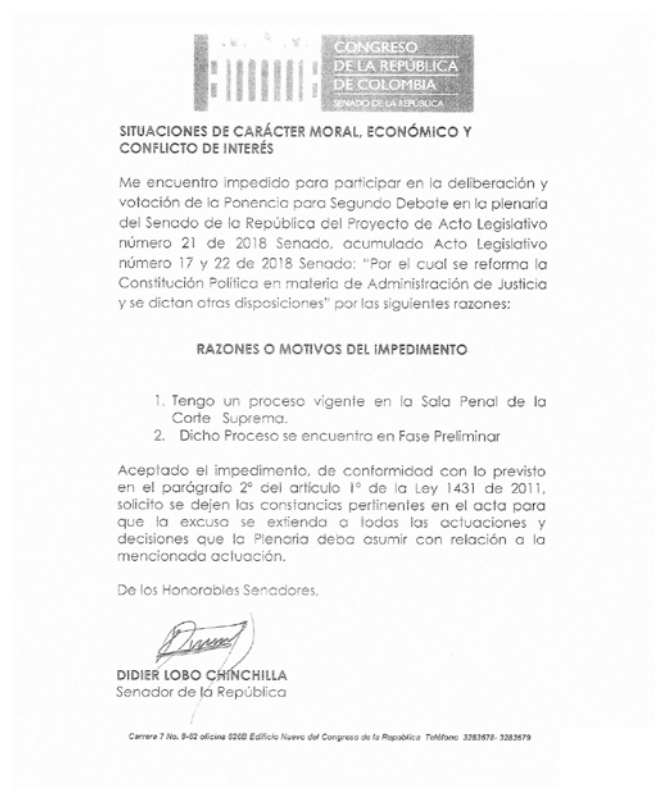 CONGRESO
DE LA REPÚBLICA
DE COLOMBIA
SENADO DE LA REPÚBLICA
SITUACIONES DE CARÁCTER MORAL, ECONÓMICO Y
CONFLICTO DE INTERÉS
Me encuentro impedido para participar en la deliberación y
votación de la Ponencia para Segundo Debate en la plenaria
del Senado de la República del Proyecto de Acto Legislativo
número 21 de 2018 Senado, acumulado Acto Legislativo
número 17 y 22 de 2018 Senado: “Por el cual se reforma la
Constitución Política en materia de Administración de Justicia
y se dictan otras disposiciones” por las siguientes razones:
RAZONES O MOTIVOS DEL IMPEDIMENTO
1. Tengo un proceso vigente en la Sala Penal de la
Corte Suprema.
2. Dicho Proceso se encuentra en Fase Preliminar
Aceptado el impedimento, de conformidad con lo previsto
en el parágrafo 2º del artículo 1º de la Ley 1431 de 2011,
solicito se dejen las constancias pertinentes en el acta para
que la excusa se extienda a todas las actuaciones y
decisiones que la Plenaria deba asumir con relación a la
mencionada actuación.
De los Honorables Senadores,
DIDIER LOBO CHINCHILLA
Senador de la República
Carrera 7 No. 8-62 oficina 620B Edificio Nuevo del Congreso de la República Teléfono 3283678- 3283679